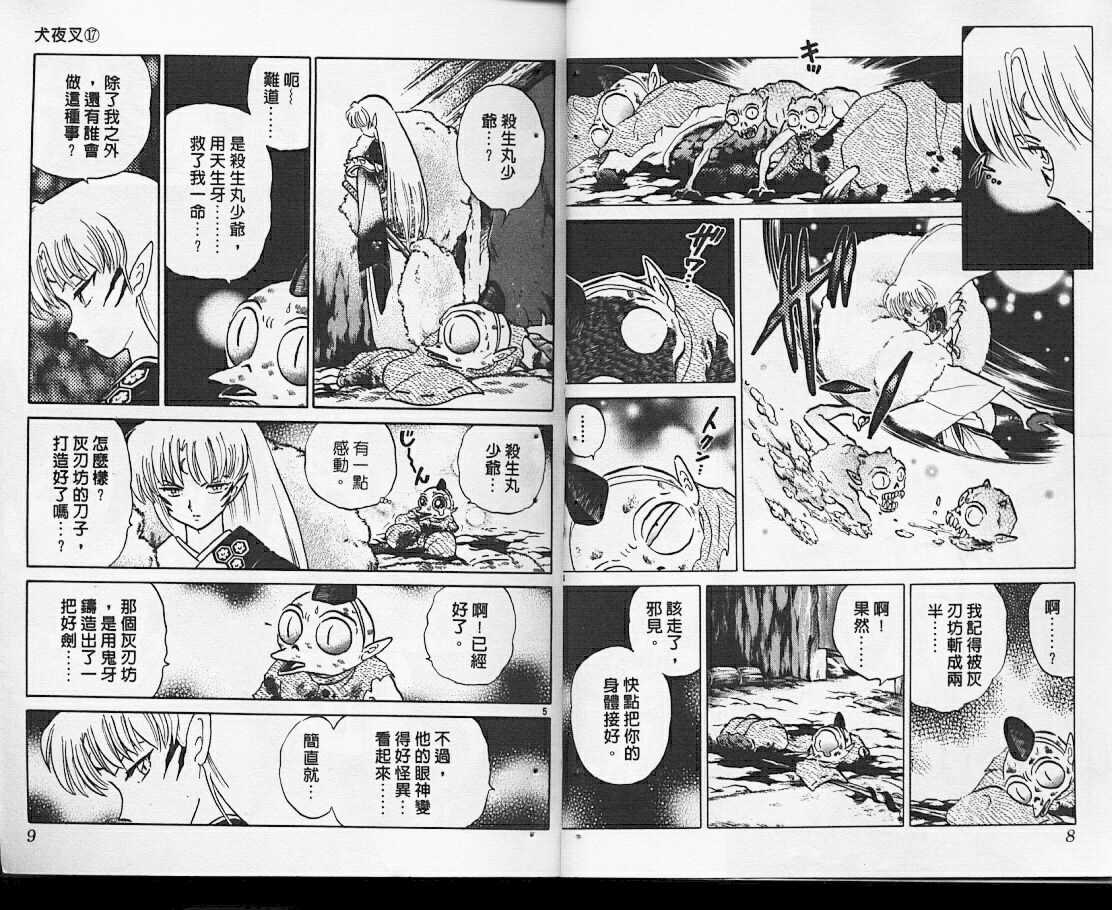 犬夜叉⑰
キ
ギ…
ズバッ
ザワ…
ドクン…
……
啊……?
我記得被灰
刃坊斬成兩
半……
啊!
果然……
該走了,
邪見。
快點把你的
身體接好。
8
殺生丸少
爺…?
呃~
難道……
是殺生丸少爺,
用天生牙………
救了我一命…?
除了我之外
,還有誰會
做這種事?
殺生丸
少爺…
じ〜ん
有一點
感動。
怎麼樣?
灰刃坊的刀子,
打造好了嗎…?
啊!已經
好了。
那個灰刃坊
,是用鬼牙
鑄造出了一
把好劍……
不過,
他的眼神變
得好怪異…
看起來……
簡直就…
5
9